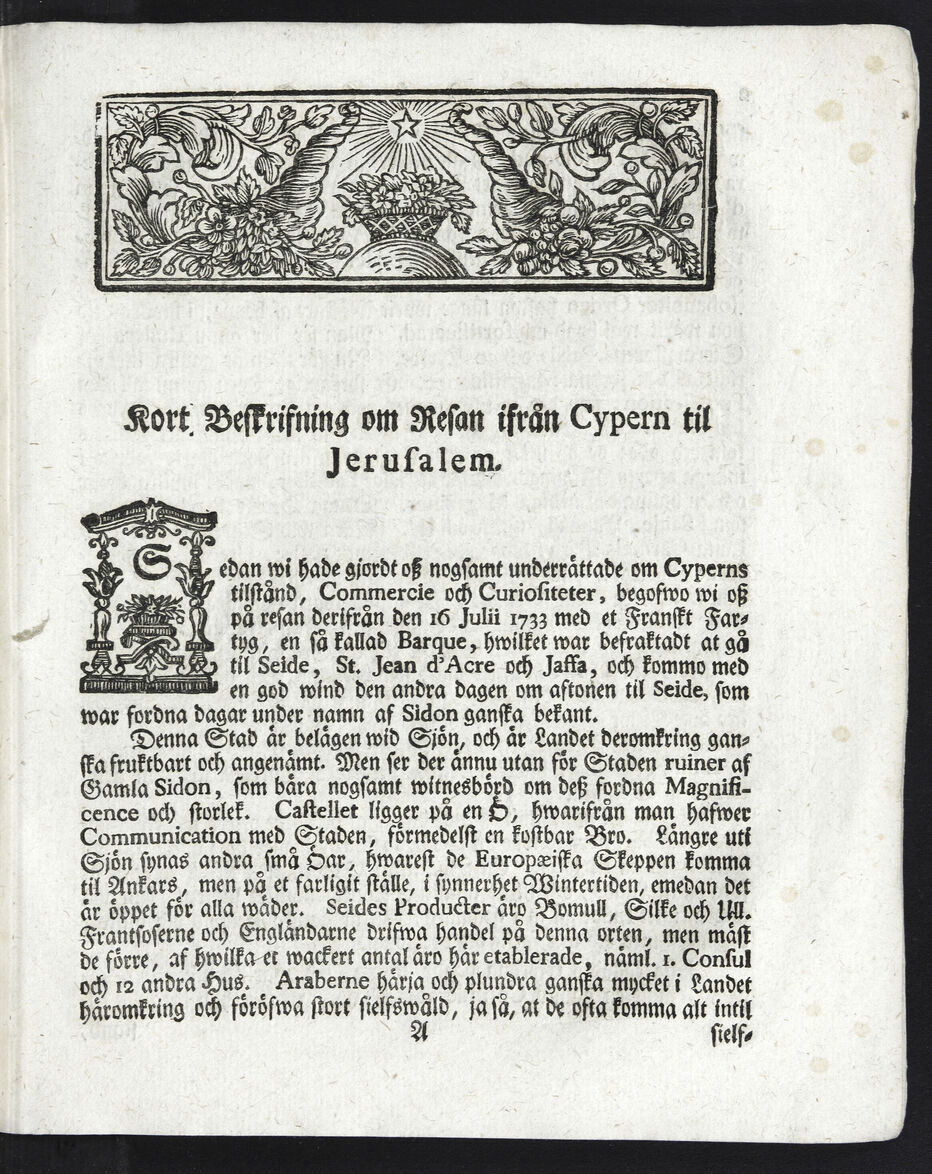 Kort Beskrifning om Resan ifrån Cypern til
Jeruſalem.
Sedan wi hade gjordt oß nogsamt underrättade om Cyperns
tilstånd, Commercie och Curioſiteter, begofwo wi oß
på resan derifrån den 16 Julii 1733 med et Franskt Far-
tyg, en så kallad Barque, hwilket war befraktadt at gå
til Seide, St. Jean d'Acre och Jaffa, och kommo med
en god wind den andra dagen om aftonen til Seide, som
war fordna dagar under namn af Sidon ganska bekant.
Denna Stad är belägen wid Sjön, och är Landet deromkring gan-
ska fruktbart och angenämt. Men ser der ännu utan för Staden ruiner af
Gamla Sidon, som bära nogsamt witnesbörd om deß fordna Magnifi-
cence och storlek. Castellet ligger på en Ö, hwarifrån man hafwer
Communication med Staden, förmedelst en kostbar Bro. Längre uti
Sjön synas andra små Öar, hwarest de Europæiska Skeppen komma
til Ankars, men på et farligit ställe, i synnerhet Wintertiden, emedan det
är öppet för alla wäder. Seides Producter äro Bomull, Silke och Ull.
Frantsoserne och Engländarne drifwa handel på denna orten, men mäst
de förre, af hwilka et wackert antal äro här etablerade, näml. 1. Conſul
och 12 andra Hus. Araberne härja och plundra ganska mycket i Landet
häromkring och föröfwa stort sielfswåld, ja så, at de ofta komma alt intil
A sielf-